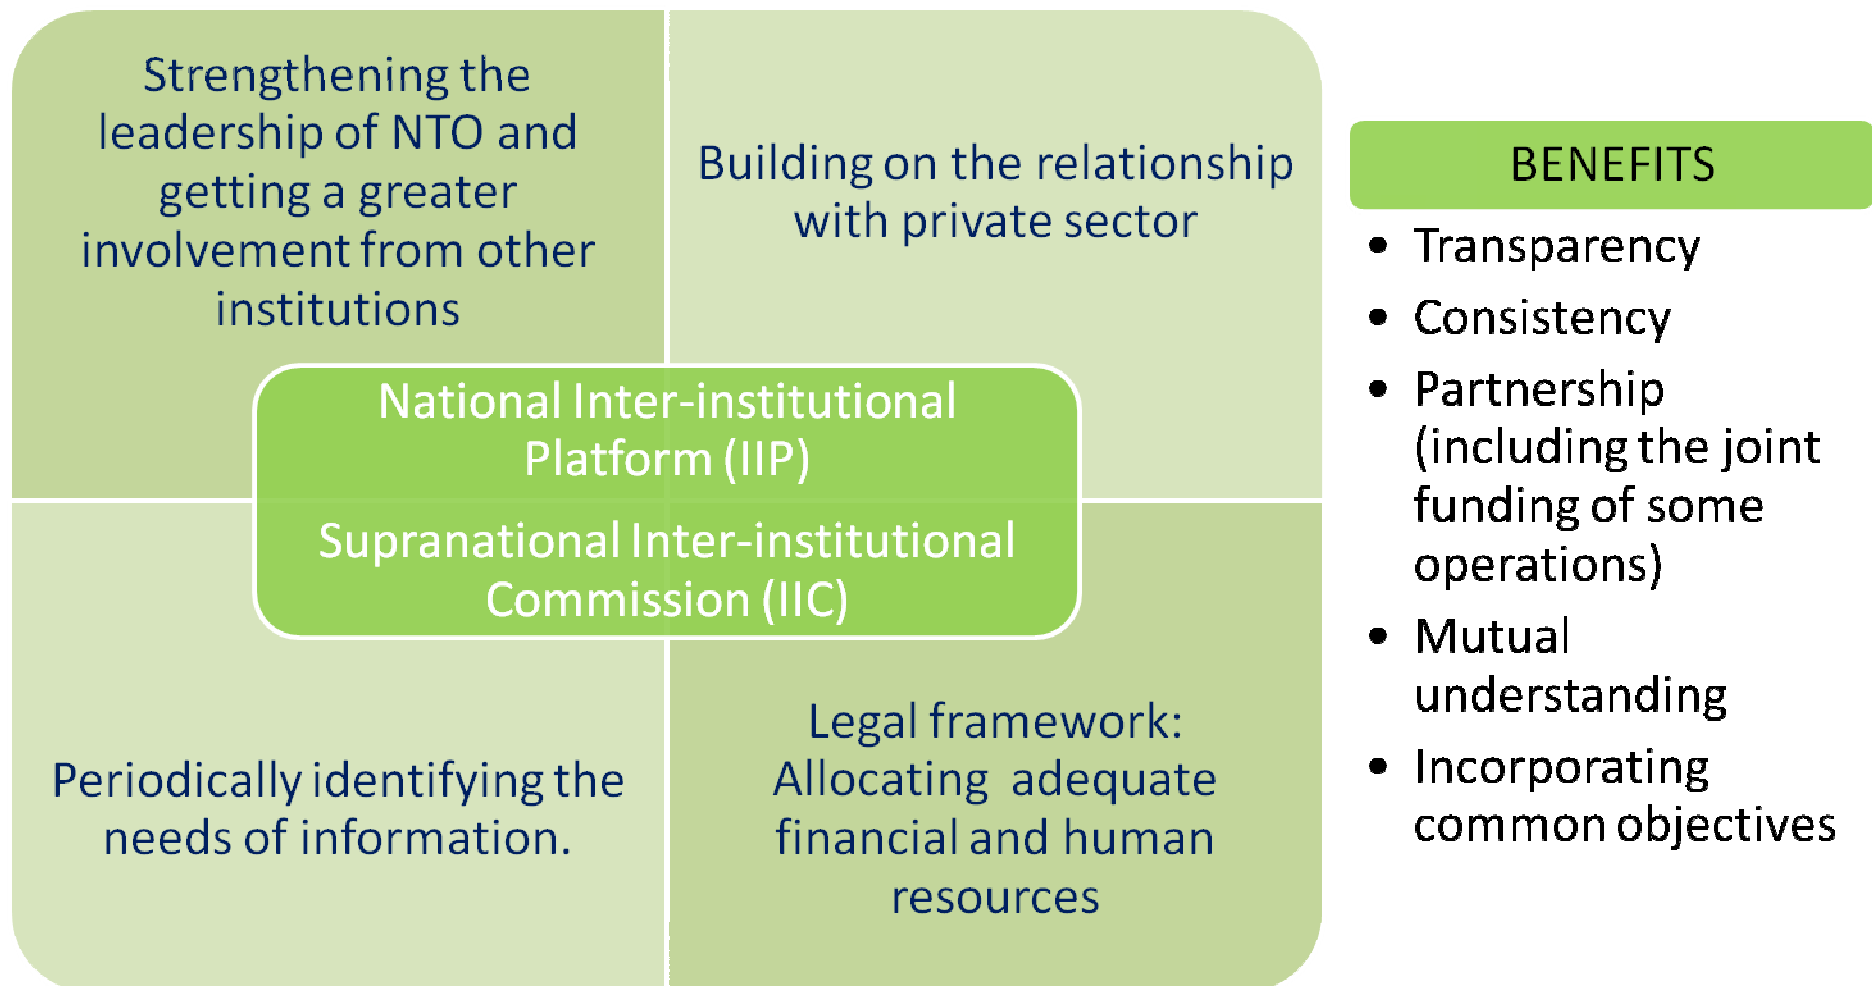 Strengthening the
leadership of NTO and
getting a greater
involvement from other
institutions
Building on the relationship
with private sector
National Inter-institutional
Platform (IIP)
Supranational Inter-institutional
Commission (IIC)
Periodically identifying the
needs of information.
Legal framework:
Allocating adequate
financial and human
resources
BENEFITS
• Transparency
• Consistency
• Partnership
(including the joint
funding of some
operations)
• Mutual
understanding
• Incorporating
common objectives